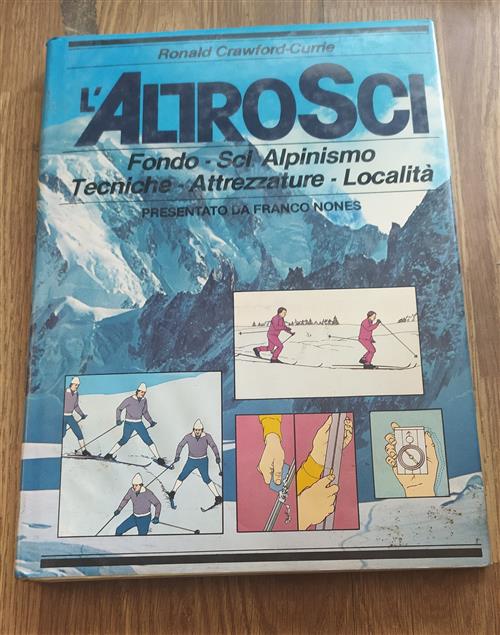 Ronald Crawford-Currie
L'ALTROSCI
Fondo - Sci Alpinismo
Tecniche - Attrezzature - Località
PRESENTATO DA FRANCO NONES